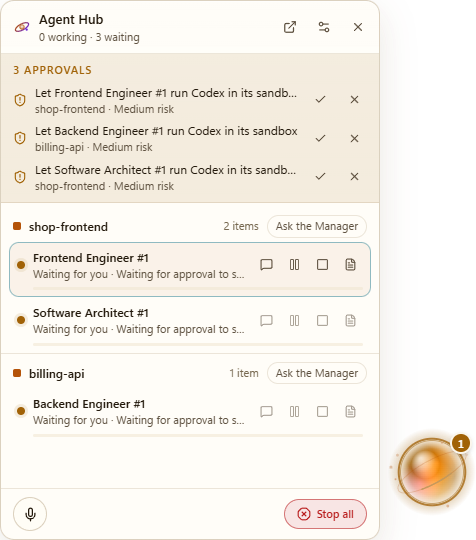 Agent Hub
0 working · 3 waiting
3 APPROVALS
Let Frontend Engineer #1 run Codex in its sandb...
shop-frontend · Medium risk
Let Backend Engineer #1 run Codex in its sandbox
billing-api · Medium risk
Let Software Architect #1 run Codex in its sandb...
shop-frontend · Medium risk
shop-frontend 2 items Ask the Manager
Frontend Engineer #1
Waiting for you · Waiting for approval to s...
Software Architect #1
Waiting for you · Waiting for approval to s...
billing-api 1 item Ask the Manager
Backend Engineer #1
Waiting for you · Waiting for approval to s...
1
Stop all